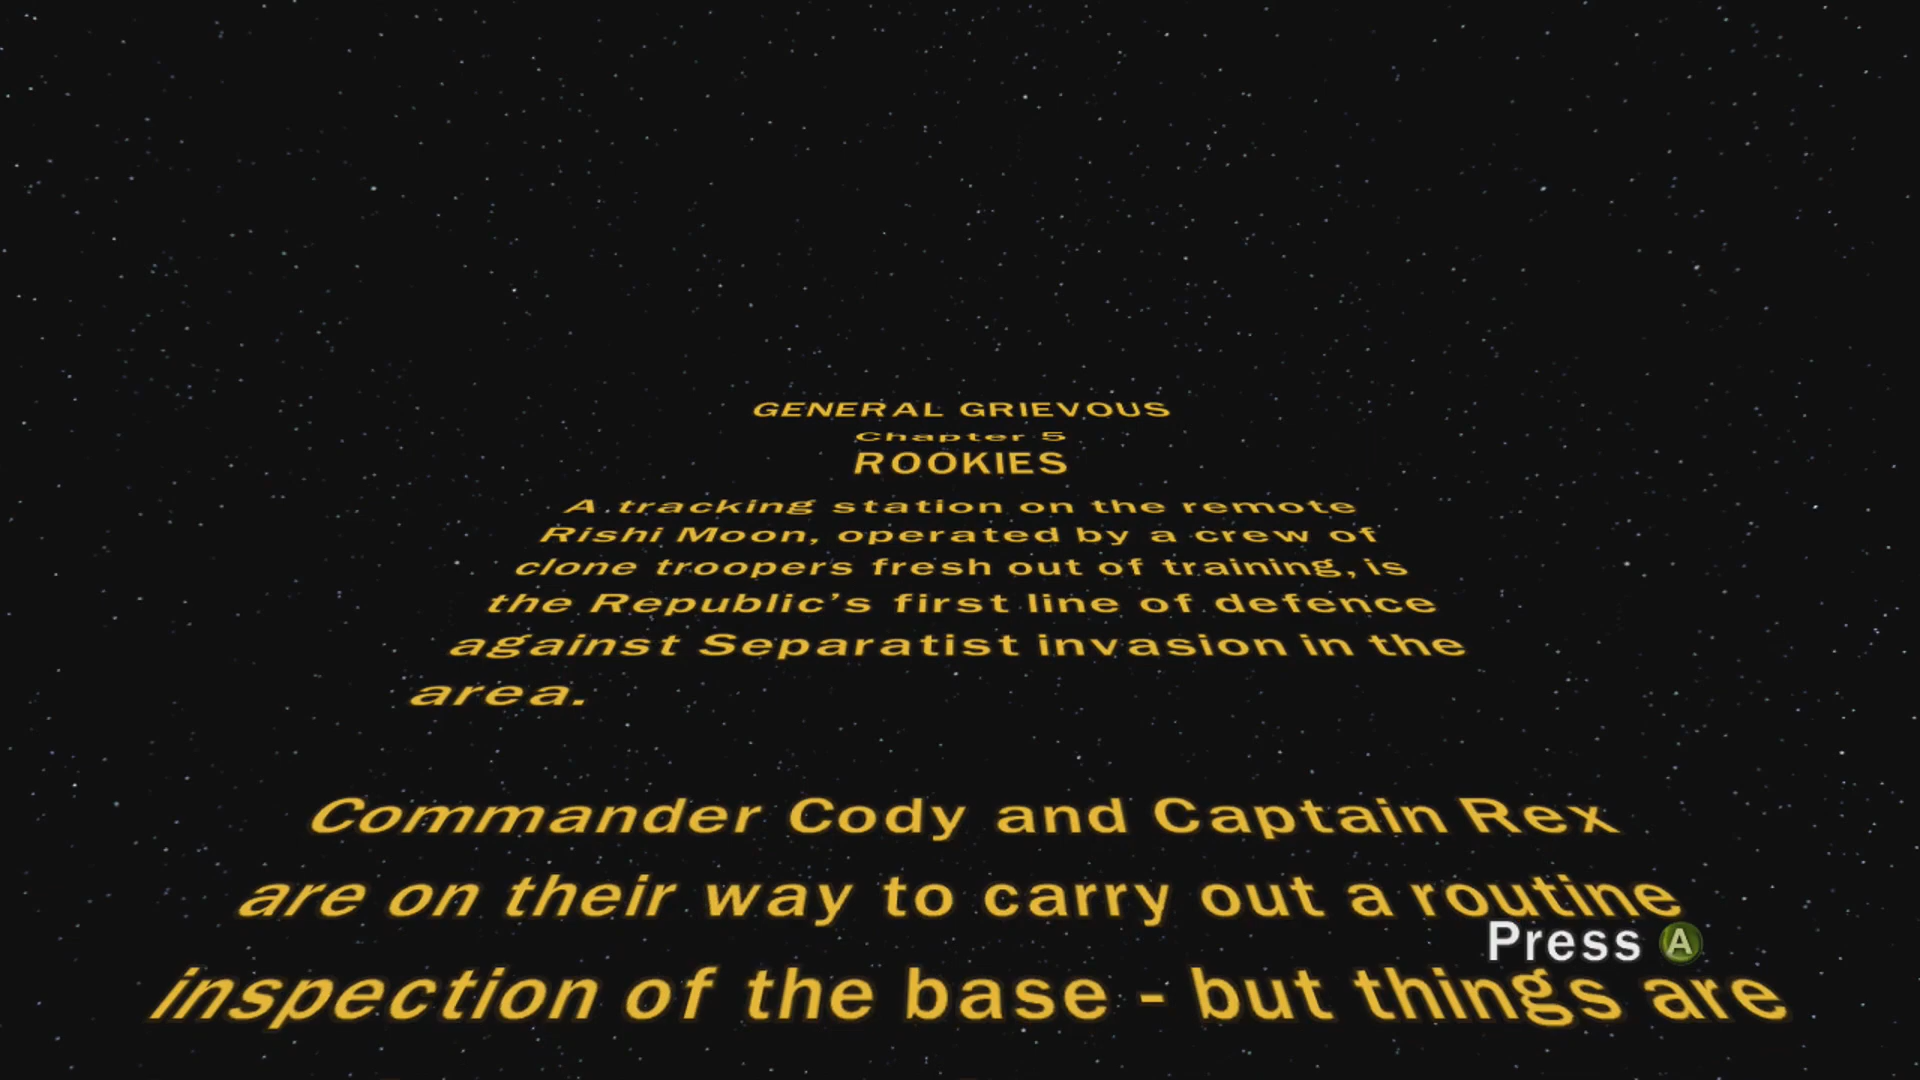 GENERAL GRIEVOUS
Chapter 5
ROOKIES
A tracking station on the remote
Rishi Moon, operated by a crew of
clone troopers fresh out of training, is
the Republic’s first line of defence
against Separatist invasion in the
area.
Commander Cody and Captain Rex
are on their way to carry out a routine
Press A
inspection of the base - but things are